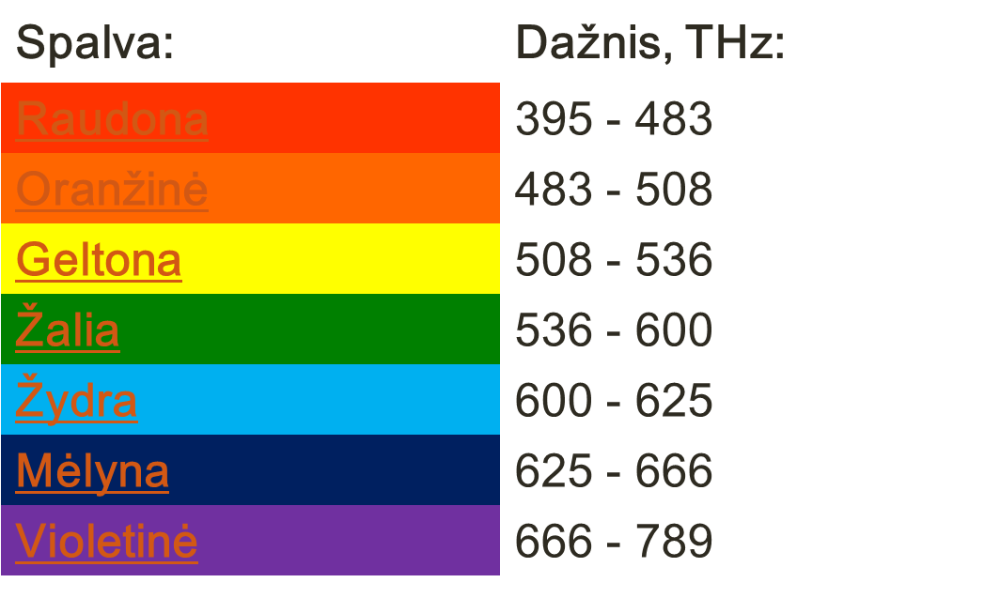 Spalva: Dažnis, THz:
Raudona 395 - 483
Oranžinė 483 - 508
Geltona 508 - 536
Žalia 536 - 600
Žydra 600 - 625
Mėlyna 625 - 666
Violetinė 666 - 789